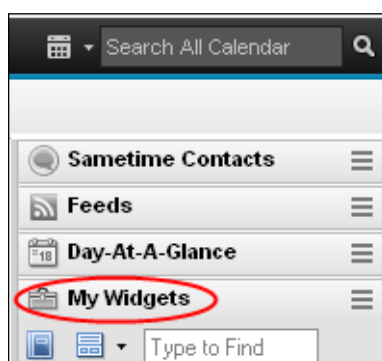 Search All Calendar
Sametime Contacts
Feeds
18 Day-At-A-Glance
My Widgets
Type to Find